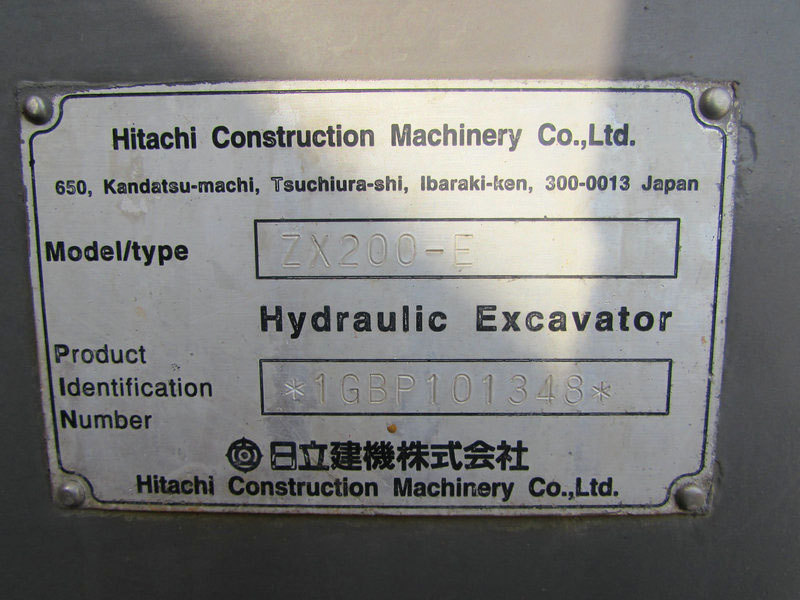 Hitachi Construction Machinery Co.,Ltd.
650, Kandatsu-machi, Tsuchiura-shi, Ibaraki-ken, 300-0013 Japan
Model/type ZX200-E
Hydraulic Excavator
Product
Identification
Number
*1GBP101348*
日立建機株式会社
Hitachi Construction Machinery Co.,Ltd.